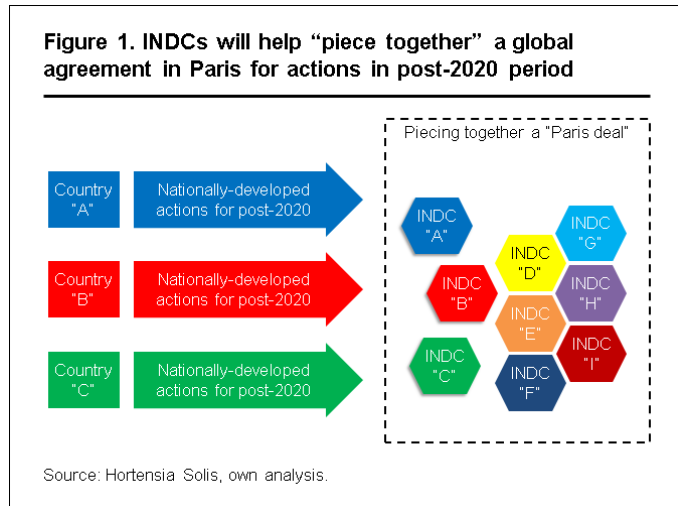 Figure 1. INDCs will help “piece together” a global
agreement in Paris for actions in post-2020 period
Piecing together a "Paris deal"
Country
"A"
Nationally-developed
actions for post-2020
Country
"B"
Nationally-developed
actions for post-2020
Country
"C"
Nationally-developed
actions for post-2020
INDC
"A"
INDC
"B"
INDC
"C"
INDC
"D"
INDC
"E"
INDC
"F"
INDC
"G"
INDC
"H"
INDC
"I"
Source: Hortensia Solis, own analysis.